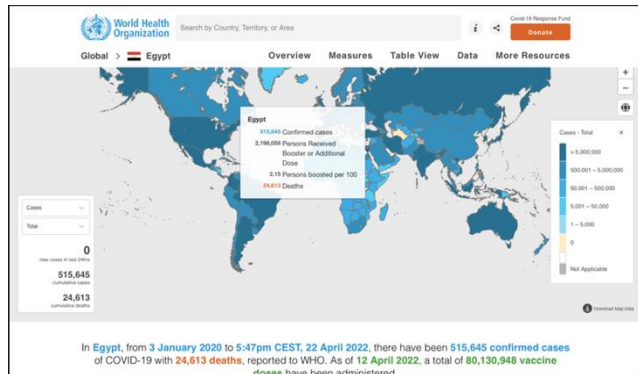 World Health
Organization
Search by Country, Territory, or Area
i
Covid-19 Response Fund
Donate
Global > Egypt
Overview Measures Table View Data More Resources
Egypt
515,645 Confirmed cases
2,196,058 Persons Received
Booster or Additional
Dose
2.15 Persons boosted per 100
24,613 Deaths
+
−
Cases - Total ×
> 5,000,000
500,001 – 5,000,000
50,001 – 500,000
5,001 – 50,000
1 – 5,000
0
Not Applicable
Cases
Total
0
new cases in last 24hrs
515,645
cumulative cases
24,613
cumulative deaths
Download Map Data
In Egypt, from 3 January 2020 to 5:47pm CEST, 22 April 2022, there have been 515,645 confirmed cases
of COVID-19 with 24,613 deaths, reported to WHO. As of 12 April 2022, a total of 80,130,948 vaccine
doses have been administered.